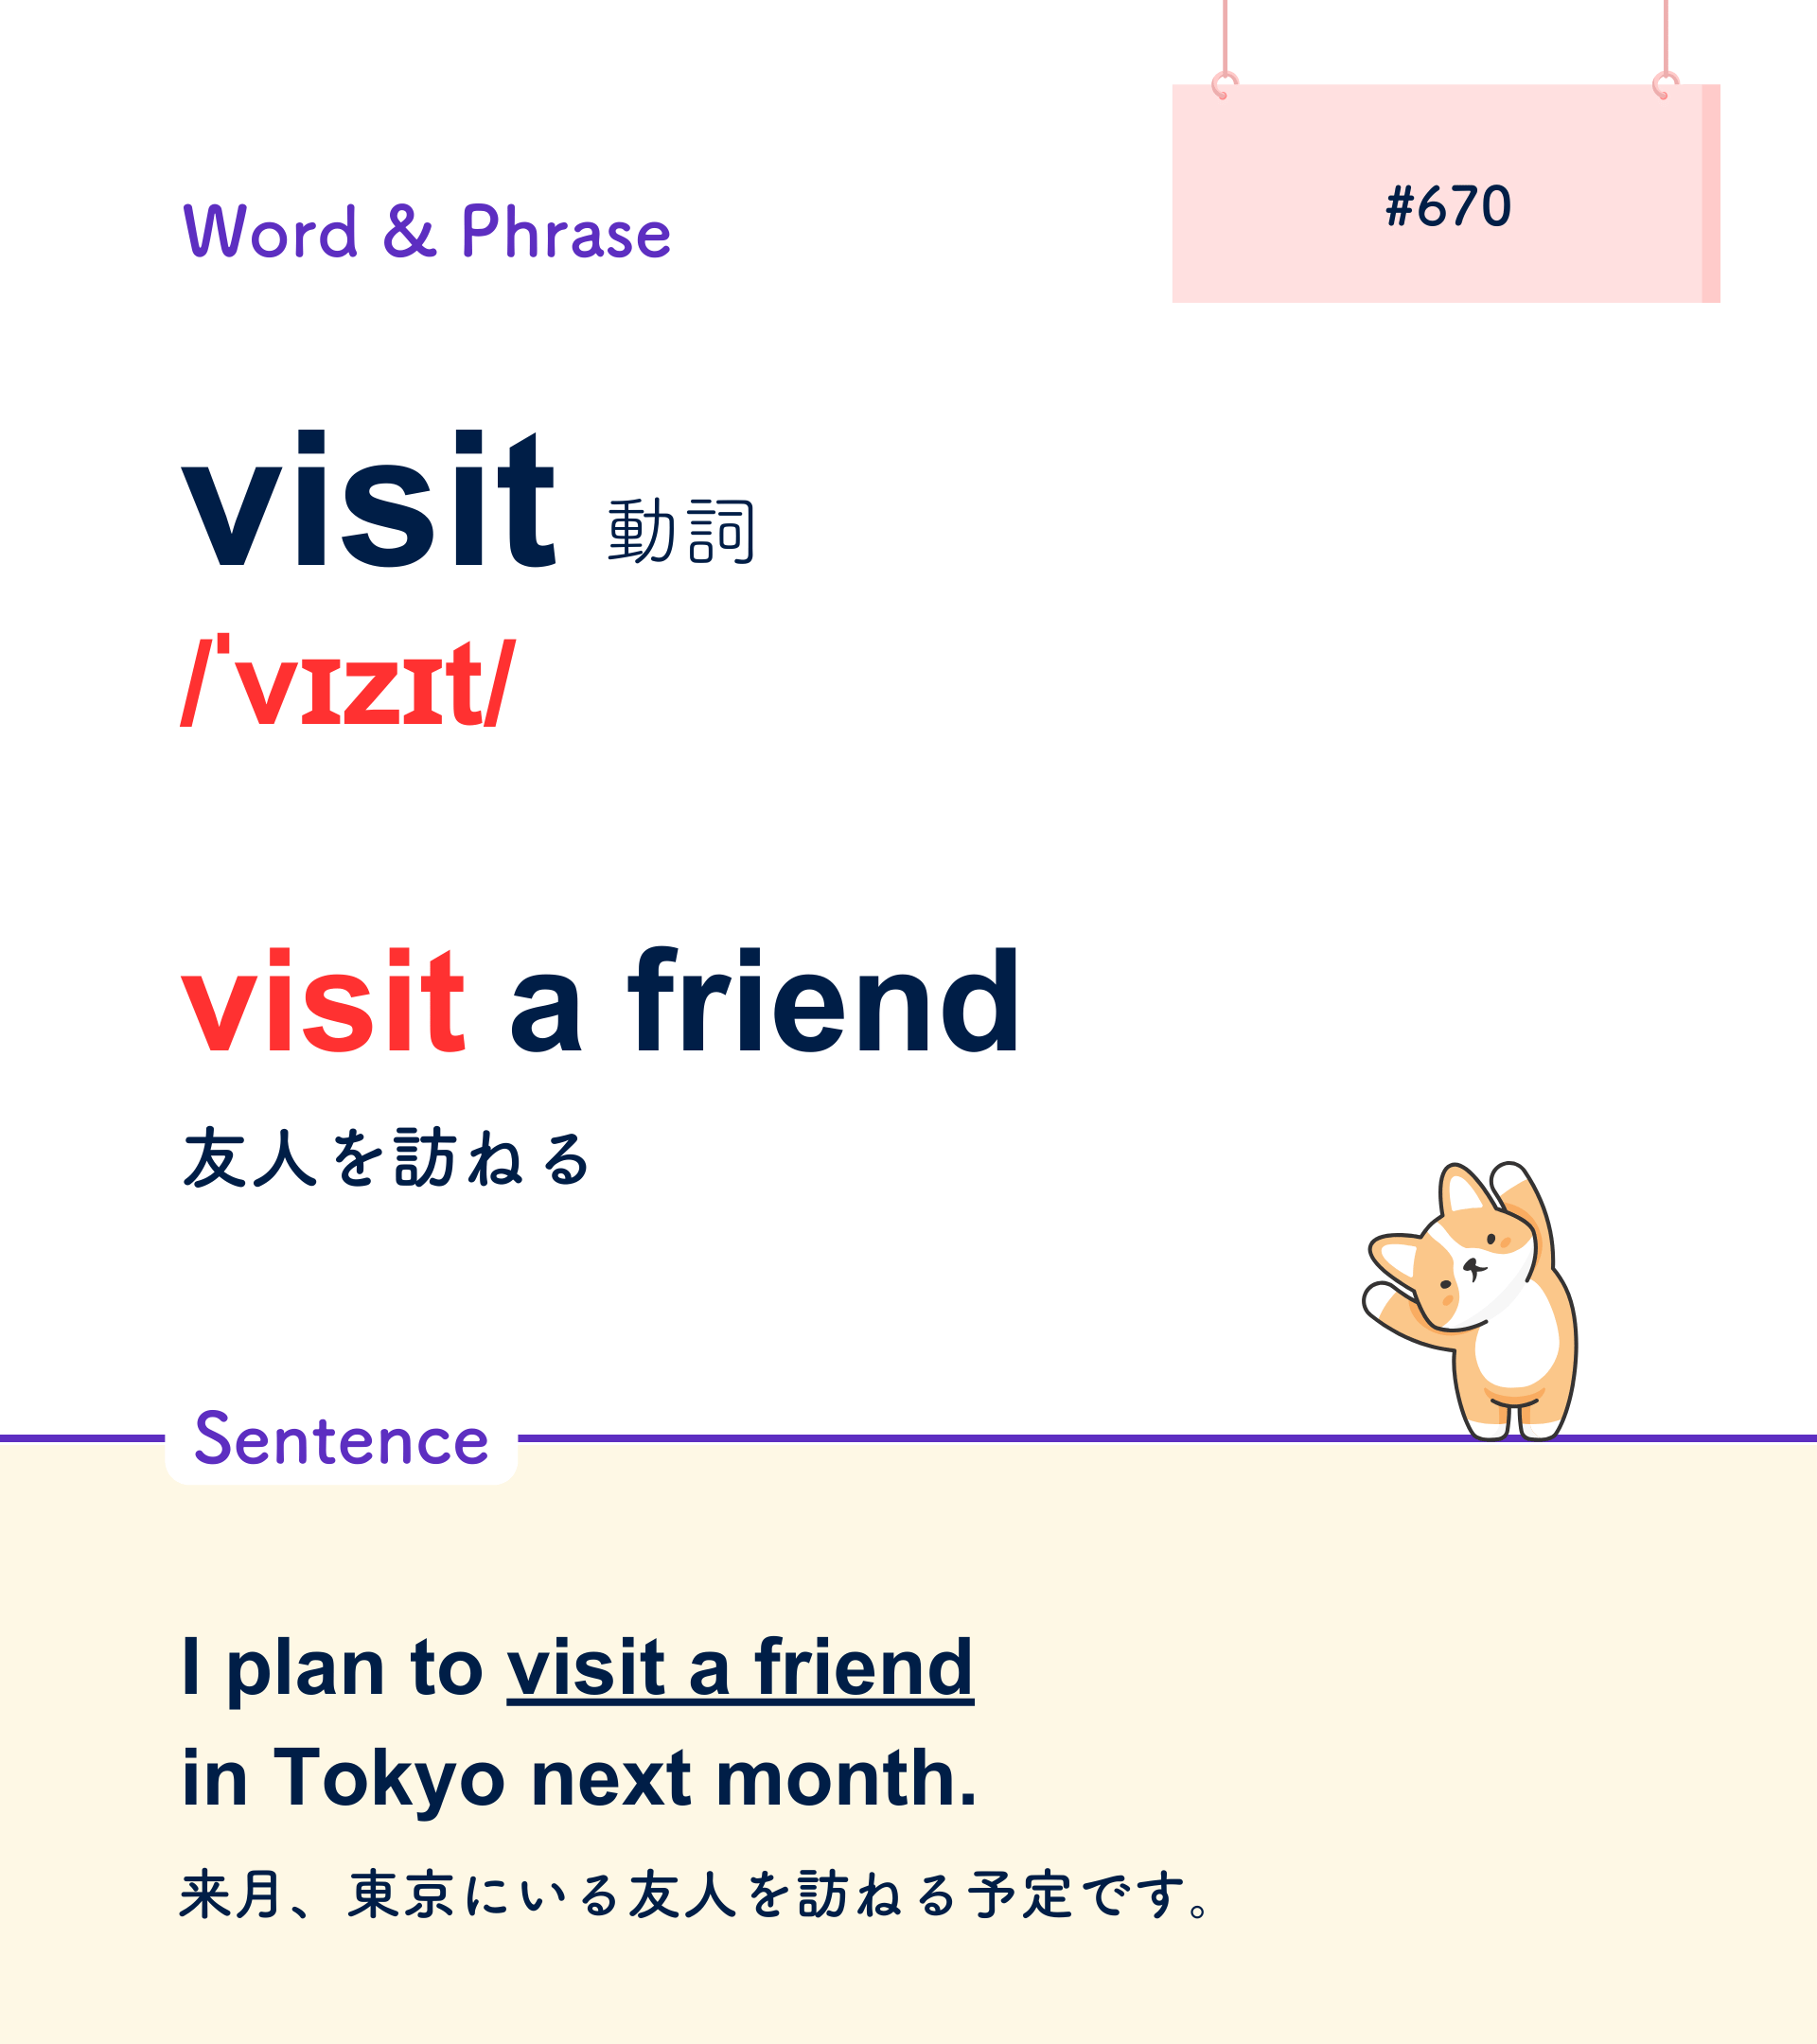 #670
Word & Phrase
visit 動詞
/ˈvɪzɪt/
visit a friend
友人を訪ねる
Sentence
I plan to visit a friend
in Tokyo next month.
来月、東京にいる友人を訪ねる予定です。